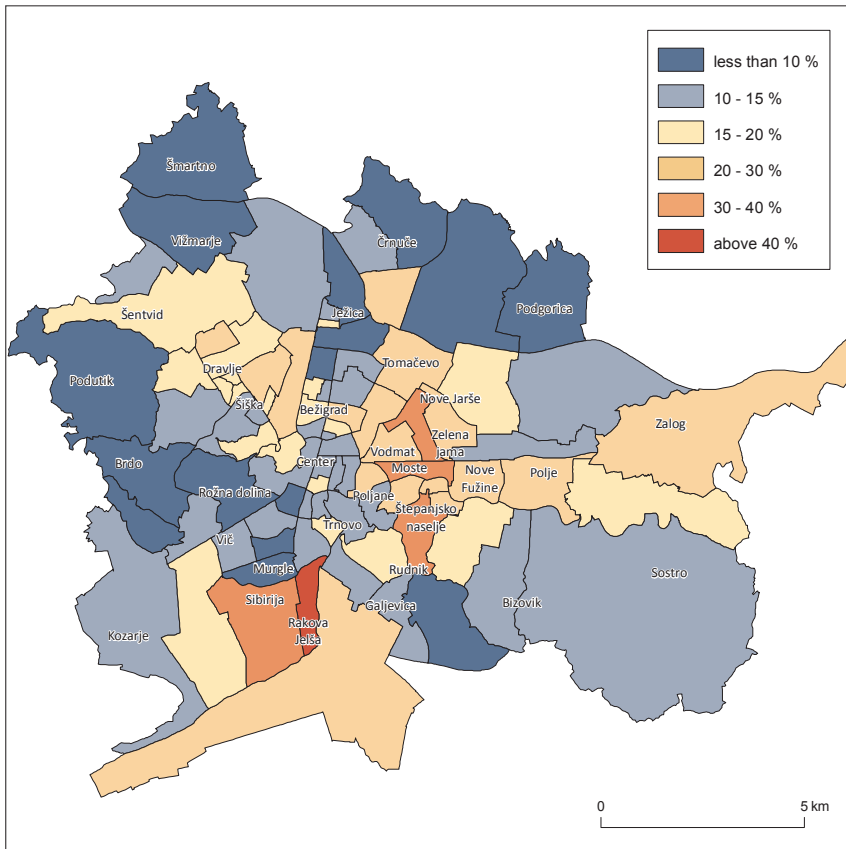 less than 10 %
10 - 15 %
15 - 20 %
20 - 30 %
30 - 40 %
above 40 %
Šmartno
Vižmarje
Črnuče
Podgorica
Ježica
Šentvid
Tomačevo
Dravlje
Podutik
Nove Jarše
Šiška
Bežigrad
Zalog
Zelena
jama
Vodmat
Center
Brdo
Moste
Nove
Fužine
Polje
Rožna dolina
Poljane
Štepanjsko
naselje
Trnovo
Vič
Murgle
Rudnik
Sostro
Sibirija
Galjevica
Bizovik
Rakova
Jelša
Kozarje
0 5 km